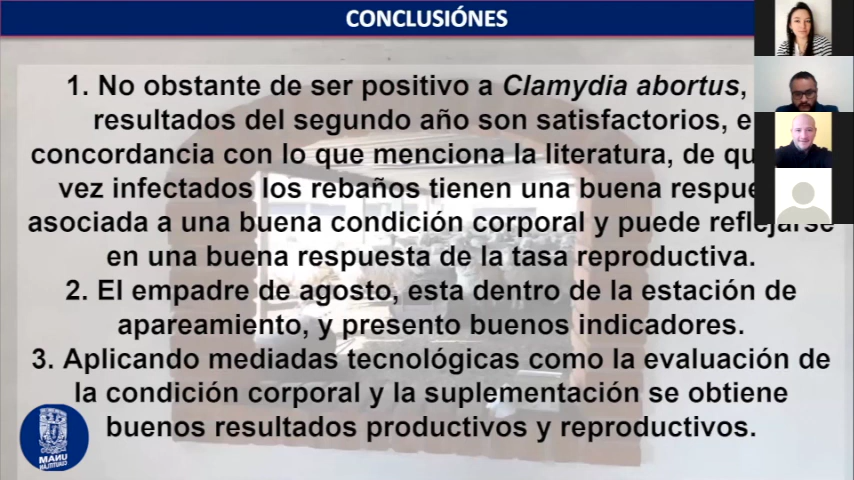 CONCLUSIÓNES
1. No obstante de ser positivo a Clamydia abortus,
resultados del segundo año son satisfactorios, e
concordancia con lo que menciona la literatura, de qu
vez infectados los rebaños tienen una buena respue
asociada a una buena condición corporal y puede reflejarse
en una buena respuesta de la tasa reproductiva.
2. El empadre de agosto, esta dentro de la estación de
apareamiento, y presento buenos indicadores.
3. Aplicando mediadas tecnológicas como la evaluación de
la condición corporal y la suplementación se obtiene
buenos resultados productivos y reproductivos.